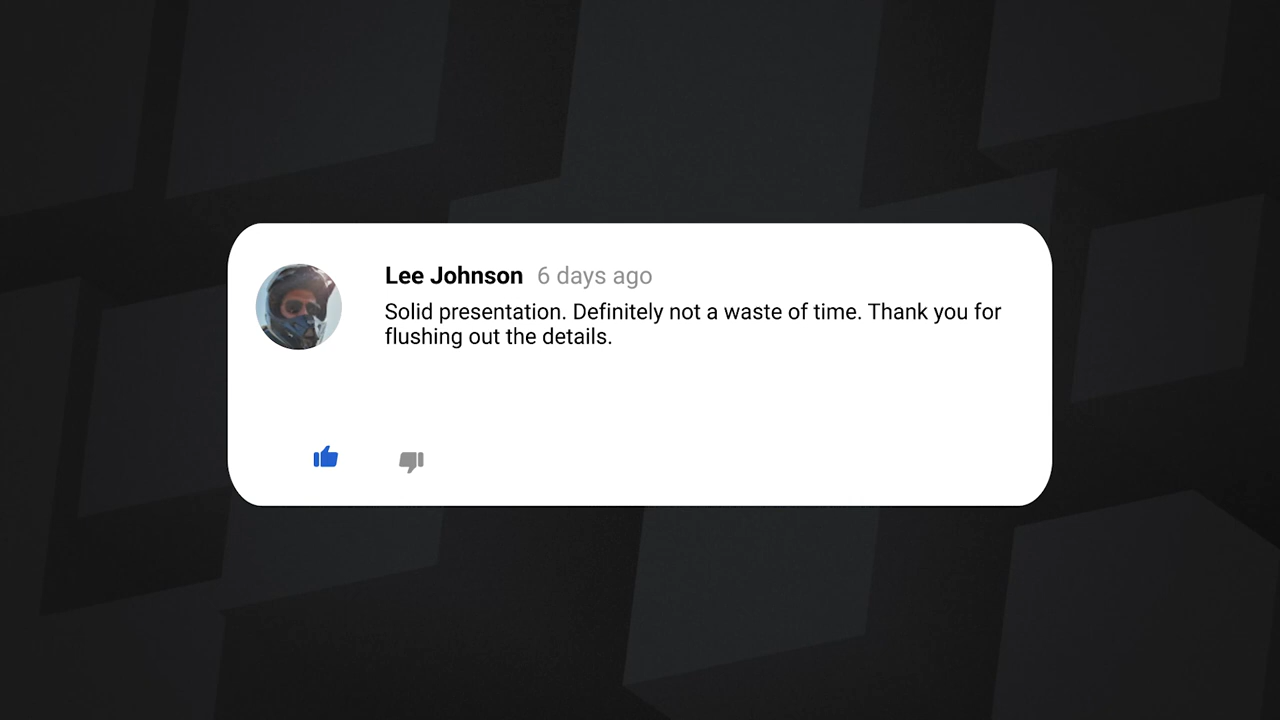 Lee Johnson 6 days ago
Solid presentation. Definitely not a waste of time. Thank you for
flushing out the details.